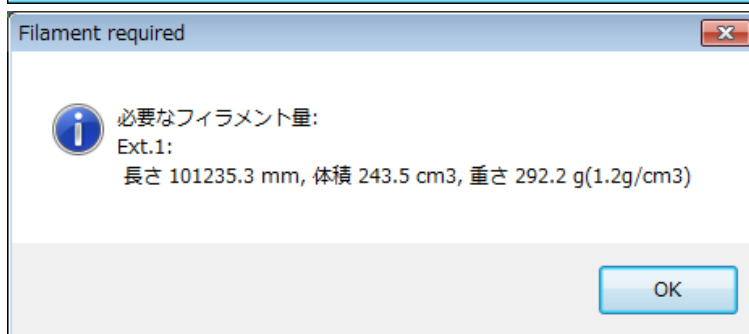 Filament required
必要なフィラメント量:
Ext.1:
長さ 101235.3 mm, 体積 243.5 cm3, 重さ 292.2 g(1.2g/cm3)
OK